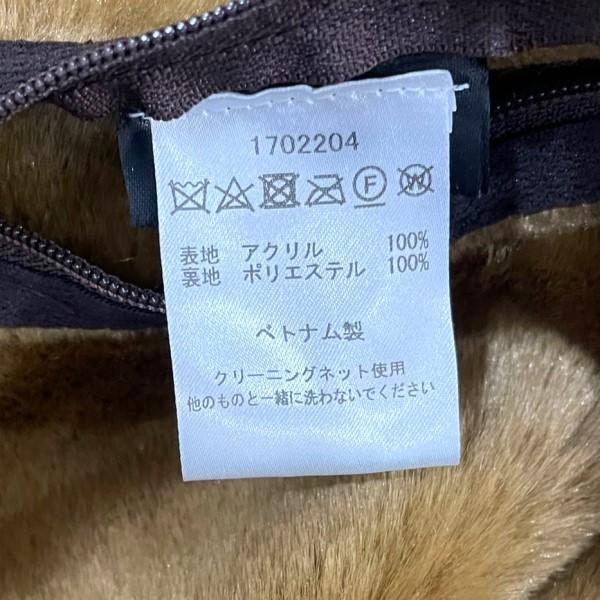 1702204
F W
表地 アクリル 100%
裏地 ポリエステル 100%
ベトナム製
クリーニングネット使用
他のものと一緒に洗わないでください